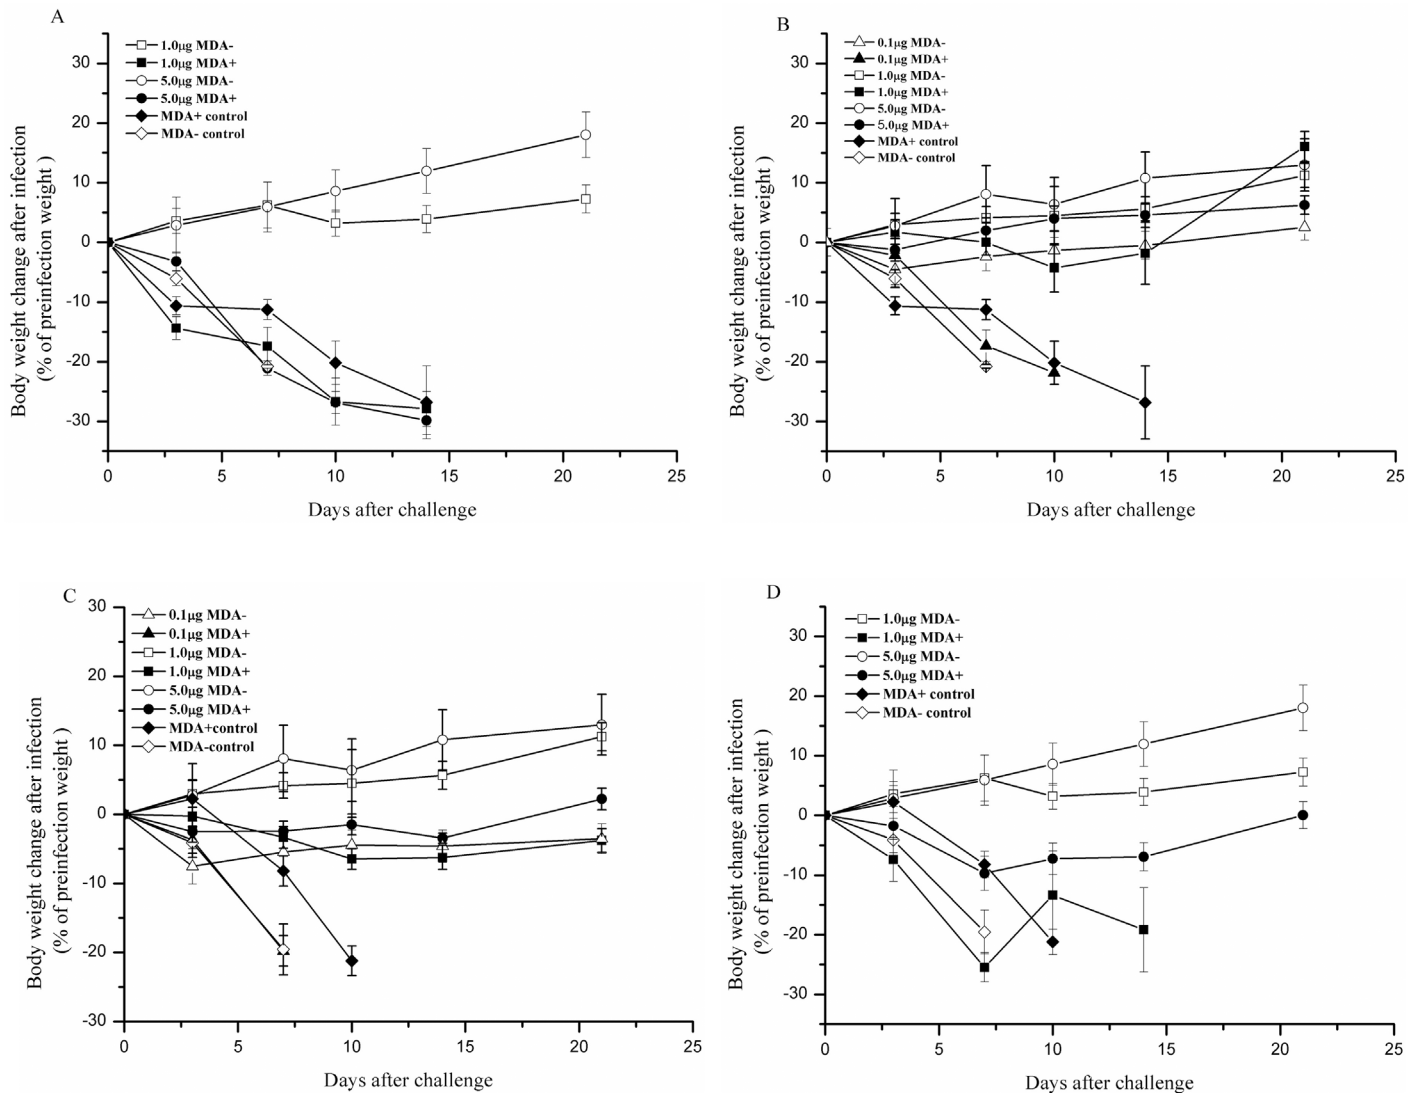 A
1.0μg MDA-
1.0μg MDA+
5.0μg MDA-
5.0μg MDA+
MDA+ control
MDA- control
30
20
10
0
-10
-20
-30
0 5 10 15 20 25
Body weight change after infection
(% of preinfection weight )
Days after challenge
B
0.1μg MDA-
0.1μg MDA+
1.0μg MDA-
1.0μg MDA+
5.0μg MDA-
5.0μg MDA+
MDA+ control
MDA- control
30
20
10
0
-10
-20
-30
0 5 10 15 20 25
Body weight change after infection
(% of preinfection weight )
Days after challenge
C
0.1μg MDA-
0.1μg MDA+
1.0μg MDA-
1.0μg MDA+
5.0μg MDA-
5.0μg MDA+
MDA+control
MDA-control
30
20
10
0
-10
-20
-30
0 5 10 15 20 25
Body weight change after infection
(% of preinfection weight )
Days after challenge
D
1.0μg MDA-
1.0μg MDA+
5.0μg MDA-
5.0μg MDA+
MDA+ control
MDA- control
30
20
10
0
-10
-20
-30
0 5 10 15 20 25
Body weight change after infection
(% of preinfection weight )
Days after challenge